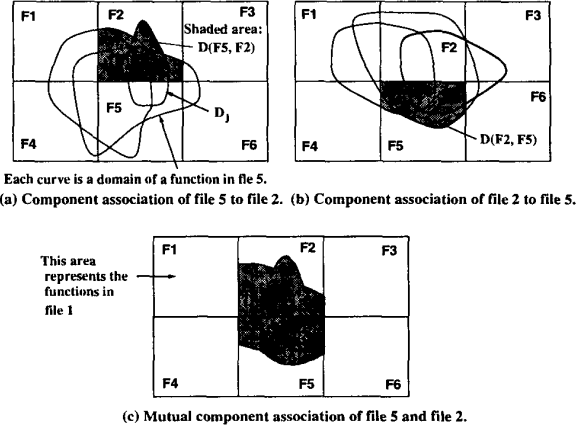 F1
F2
Shaded area:
F3
D(F5, F2)
F5
Dj
F4
F6
Each curve is a domain of a function in fle 5.
(a) Component association of file 5 to file 2.
F1
F3
F2
F6
F4
F5
D(F2, F5)
(b) Component association of file 2 to file 5.
This area
represents the
functions in
file 1
F1
F2
F3
F4
F5
F6
(c) Mutual component association of file 5 and file 2.